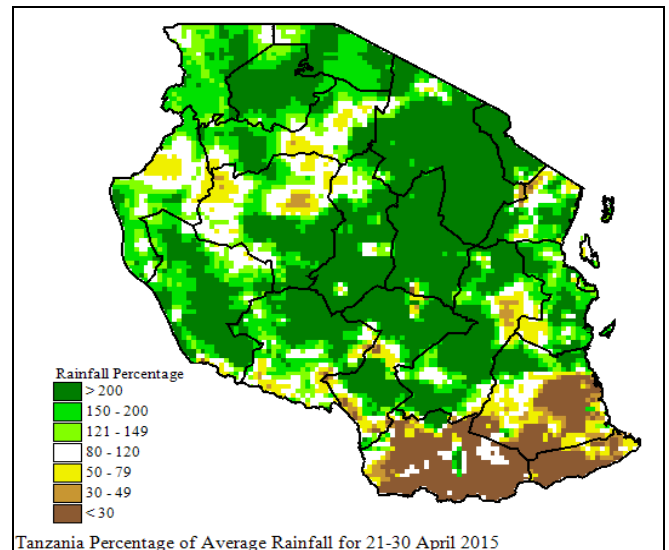 Rainfall Percentage
> 200
150 - 200
121 - 149
80 - 120
50 - 79
30 - 49
< 30
Tanzania Percentage of Average Rainfall for 21-30 April 2015